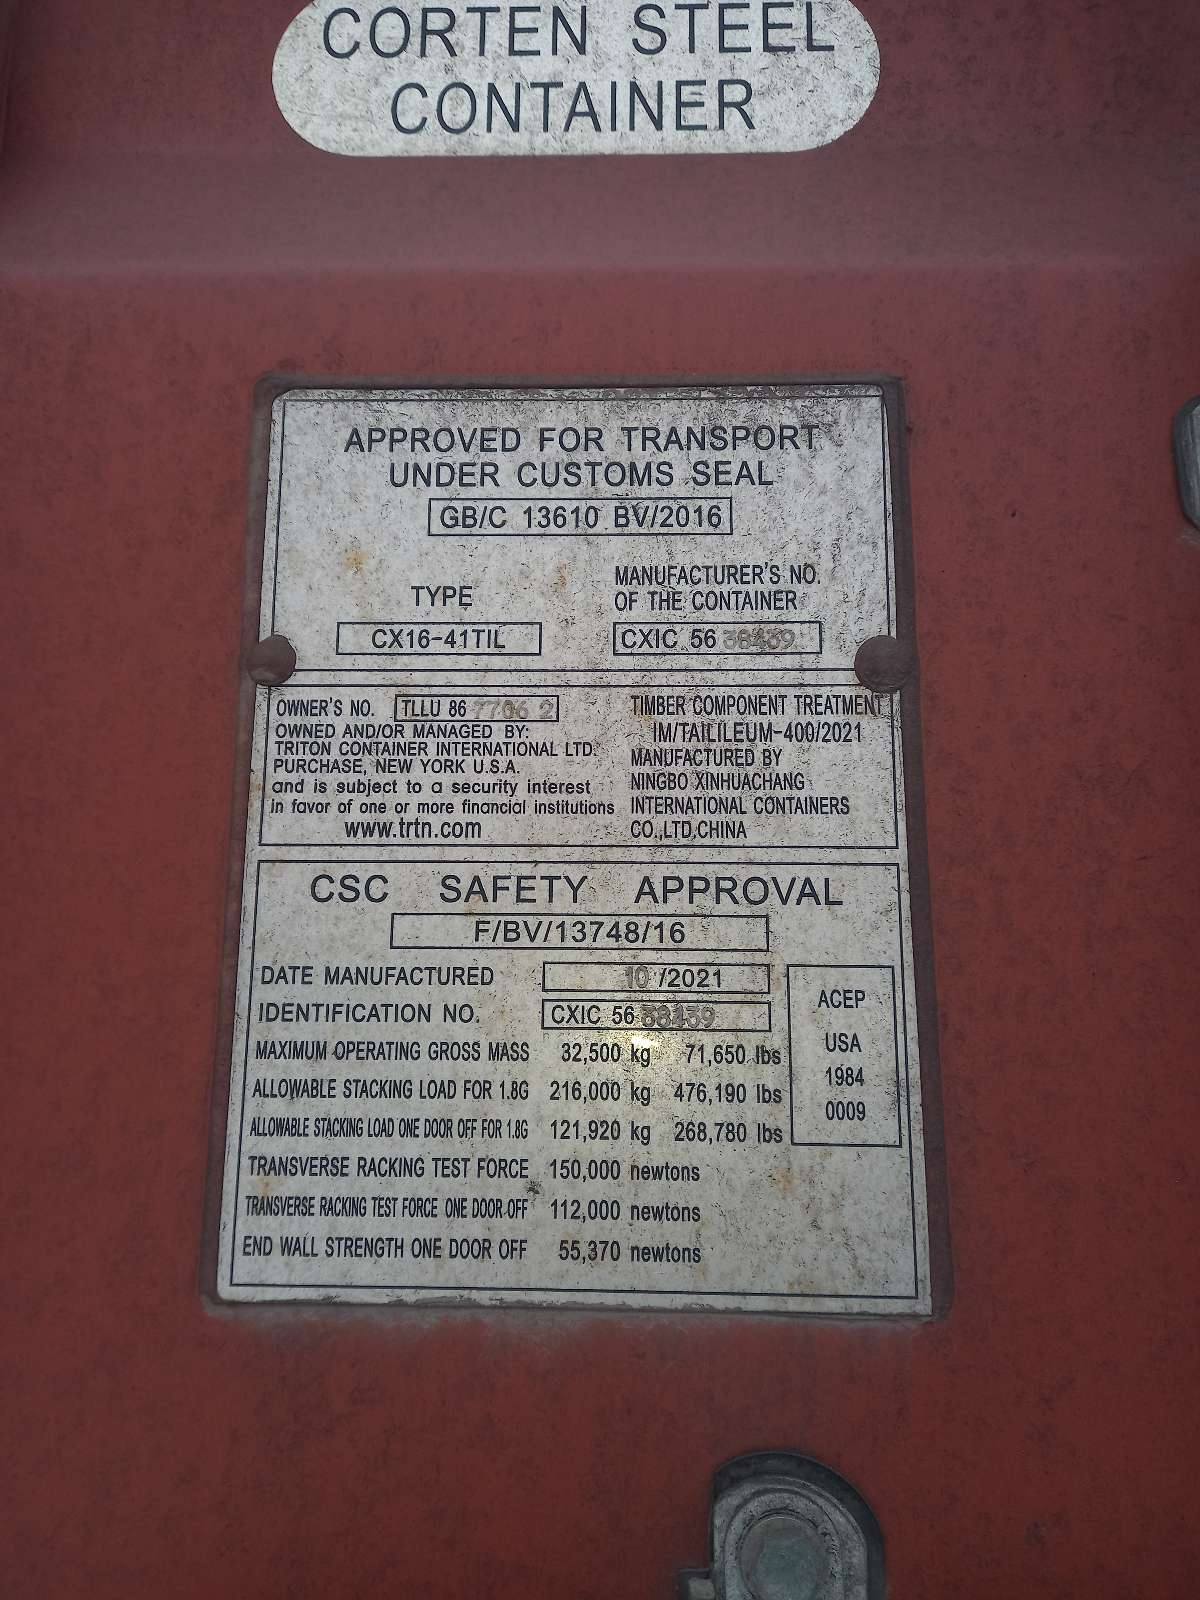 CORTEN STEEL
CONTAINER
APPROVED FOR TRANSPORT
UNDER CUSTOMS SEAL
GB/C 13610 BV/2016
TYPE
CX16-41TIL
MANUFACTURER'S NO.
OF THE CONTAINER
CXIC 56 38439
OWNER'S NO. TLLU 86 7706 2
OWNED AND/OR MANAGED BY:
TRITON CONTAINER INTERNATIONAL LTD.
PURCHASE, NEW YORK U.S.A.
and is subject to a security interest
in favor of one or more financial institutions
www.trtn.com
TIMBER COMPONENT TREATMENT
IM/TAILILEUM-400/2021
MANUFACTURED BY
NINGBO XINHUACHANG
INTERNATIONAL CONTAINERS
CO.,LTD,CHINA
CSC SAFETY APPROVAL
F/BV/13748/16
DATE MANUFACTURED 10 /2021
IDENTIFICATION NO. CXIC 56 38439
MAXIMUM OPERATING GROSS MASS 32,500 kg 71,650 lbs
ALLOWABLE STACKING LOAD FOR 1.8G 216,000 kg 476,190 lbs
ALLOWABLE STACKING LOAD ONE DOOR OFF FOR 1.8G 121,920 kg 268,780 lbs
TRANSVERSE RACKING TEST FORCE 150,000 newtons
TRANSVERSE RACKING TEST FORCE ONE DOOR OFF 112,000 newtons
END WALL STRENGTH ONE DOOR OFF 55,370 newtons
ACEP
USA
1984
0009